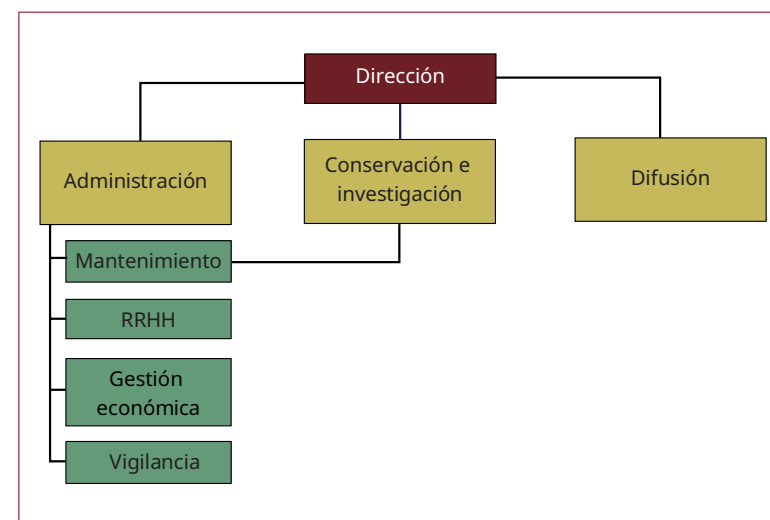 Dirección
Administración
Conservación e
investigación
Difusión
Mantenimiento
RRHH
Gestión
económica
Vigilancia